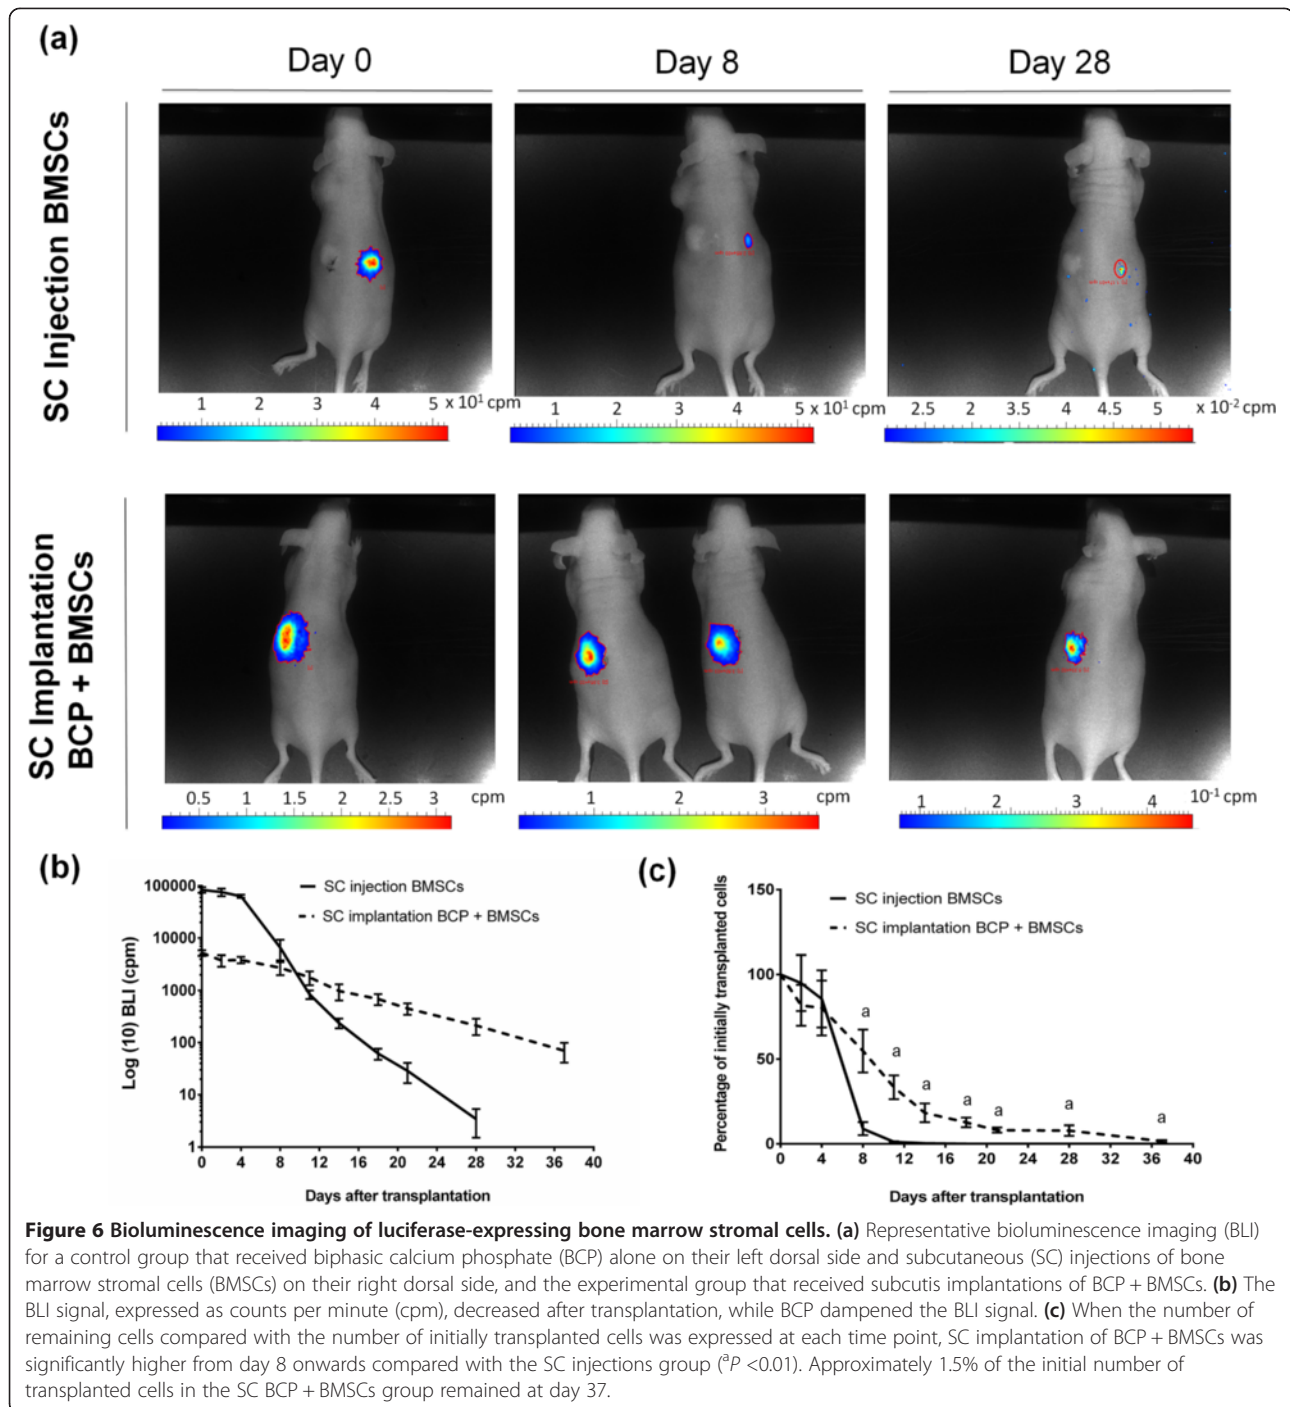 (a)
Day 0
Day 8
Day 28
SC Injection BMSCs
1 2 3 4 5 x 10¹ cpm
1 2 3 4 5 x 10¹ cpm
2.5 2 3.5 4 4.5 5 x 10⁻² cpm
SC Implantation
BCP + BMSCs
0.5 1 1.5 2 2.5 3 cpm
1 2 3 cpm
1 2 3 4 10⁻¹ cpm
(b)
SC injection BMSCs
SC implantation BCP + BMSCs
Log (10) BLI (cpm)
100000
10000
1000
100
10
1
0 4 8 12 16 20 24 28 32 36 40
Days after transplantation
(c)
SC injection BMSCs
SC implantation BCP + BMSCs
Percentage of initially transplanted cells
150
100
50
0
a a a a a a a
0 4 8 12 16 20 24 28 32 36 40
Days after transplantation
Figure 6 Bioluminescence imaging of luciferase-expressing bone marrow stromal cells. (a) Representative bioluminescence imaging (BLI)
for a control group that received biphasic calcium phosphate (BCP) alone on their left dorsal side and subcutaneous (SC) injections of bone
marrow stromal cells (BMSCs) on their right dorsal side, and the experimental group that received subcutis implantations of BCP + BMSCs. (b) The
BLI signal, expressed as counts per minute (cpm), decreased after transplantation, while BCP dampened the BLI signal. (c) When the number of
remaining cells compared with the number of initially transplanted cells was expressed at each time point, SC implantation of BCP + BMSCs was
significantly higher from day 8 onwards compared with the SC injections group (ᵃP <0.01). Approximately 1.5% of the initial number of
transplanted cells in the SC BCP + BMSCs group remained at day 37.